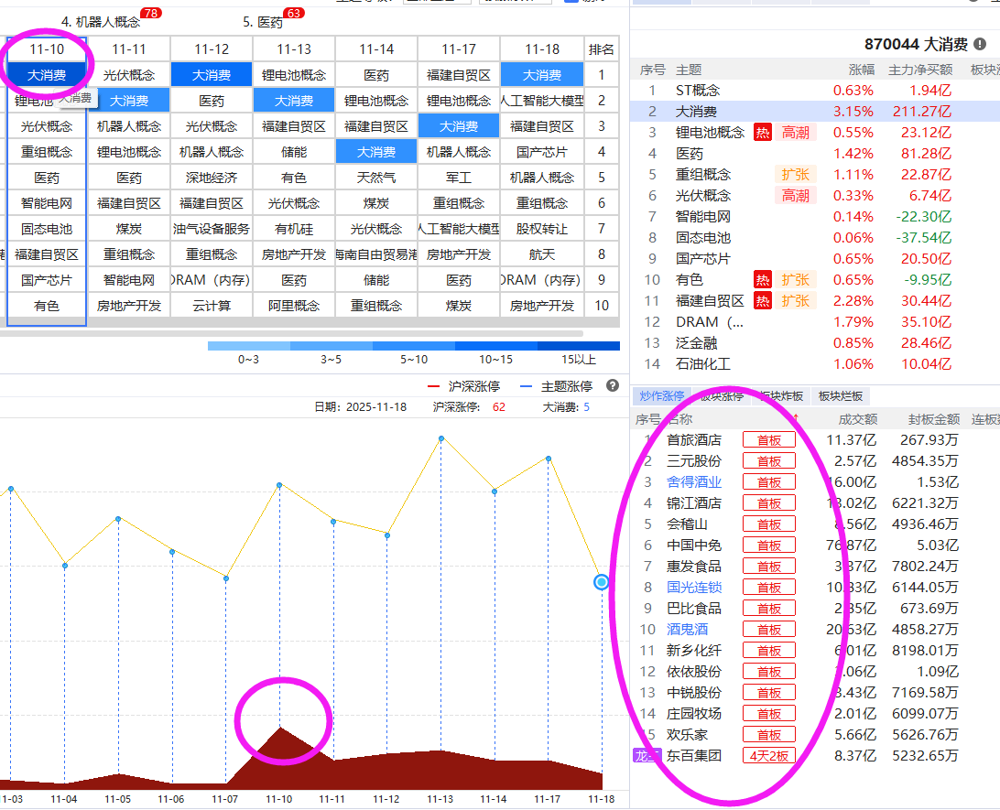 4. 机器人概念 78 5. 医药 63
11-10 11-11 11-12 11-13 11-14 11-17 11-18 排名
大消费 光伏概念 大消费 锂电池概念 医药 福建自贸区 大消费 1
锂电池 大消费 大消费 医药 大消费 锂电池概念 锂电池概念 人工智能大模型 2
光伏概念 机器人概念 光伏概念 福建自贸区 福建自贸区 大消费 福建自贸区 3
重组概念 锂电池概念 机器人概念 储能 大消费 机器人概念 国产芯片 4
医药 医药 深地经济 有色 天然气 军工 机器人概念 5
智能电网 福建自贸区 福建自贸区 光伏概念 煤炭 重组概念 重组概念 6
固态电池 煤炭 油气设备服务 有机硅 光伏概念 人工智能大模型 股权转让 7
福建自贸区 重组概念 重组概念 房地产开发 海南自由贸易港 房地产开发 航天 8
国产芯片 智能电网 DRAM（内存） 医药 储能 医药 DRAM（内存） 9
有色 房地产开发 云计算 阿里概念 重组概念 煤炭 房地产开发 10
0~3 3~5 5~10 10~15 15以上
沪深涨停 主题涨停 ?
日期: 2025-11-18 沪深涨停: 62 大消费: 5
1-03 11-04 11-05 11-06 11-07 11-10 11-11 11-12 11-13 11-14 11-17 11-18
870044 大消费
序号 主题 涨幅 主力净买额 板块
1 ST概念 0.63% 1.94亿
2 大消费 3.15% 211.27亿
3 锂电池概念 热 高潮 0.55% 23.12亿
4 医药 1.42% 81.28亿
5 重组概念 扩张 1.11% 22.87亿
6 光伏概念 高潮 0.33% 6.74亿
7 智能电网 0.14% -22.30亿
8 固态电池 0.06% -37.54亿
9 国产芯片 0.65% 20.50亿
10 有色 热 扩张 0.65% -9.95亿
11 福建自贸区 热 扩张 2.28% 30.44亿
12 DRAM（... 1.79% 35.10亿
13 泛金融 0.85% 28.46亿
14 石油化工 1.06% 10.04亿
炒作涨停 板块涨停 板块炸板 板块烂板
序号 名称 ↑ 成交额 封板金额 连板
1 首旅酒店 首板 11.37亿 267.93万
2 三元股份 首板 2.57亿 4854.35万
3 舍得酒业 首板 16.00亿 1.53亿
4 锦江酒店 首板 13.02亿 6221.32万
5 会稽山 首板 8.56亿 4936.46万
6 中国中免 首板 76.87亿 5.03亿
7 惠发食品 首板 3.37亿 7802.24万
8 国光连锁 首板 10.33亿 6144.05万
9 巴比食品 首板 2.35亿 673.69万
10 酒鬼酒 首板 20.63亿 4858.27万
11 新乡化纤 首板 6.01亿 8198.01万
12 依依股份 首板 .06亿 1.09亿
13 中锐股份 首板 3.43亿 7169.58万
14 庄园牧场 首板 2.01亿 6099.07万
15 欢乐家 首板 5.66亿 5626.76万
东百集团 4天2板 8.37亿 5232.65万